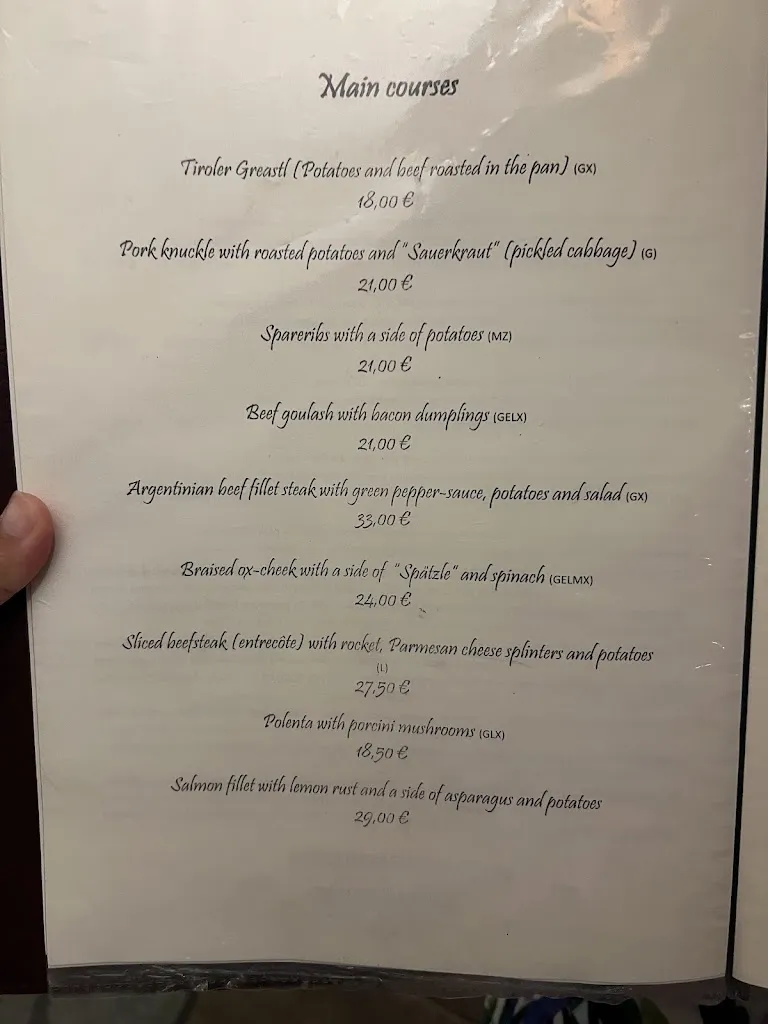 Main courses
Tiroler Greastl (Potatoes and beef roasted in the pan) (GX)
18,00 €
Pork knuckle with roasted potatoes and "Sauerkraut" (pickled cabbage) (G)
21,00 €
Spareribs with a side of potatoes (MZ)
21,00 €
Beef goulash with bacon dumplings (GELX)
21,00 €
Argentinian beef fillet steak with green pepper-sauce, potatoes and salad (GX)
33,00 €
Braised ox-cheek with a side of "Spätzle" and spinach (GELMX)
24,00 €
Sliced beefsteak (entrecôte) with rocket, Parmesan cheese splinters and potatoes
(L)
27,50 €
Polenta with porcini mushrooms (GLX)
18,50 €
Salmon fillet with lemon rust and a side of asparagus and potatoes
29,00 €